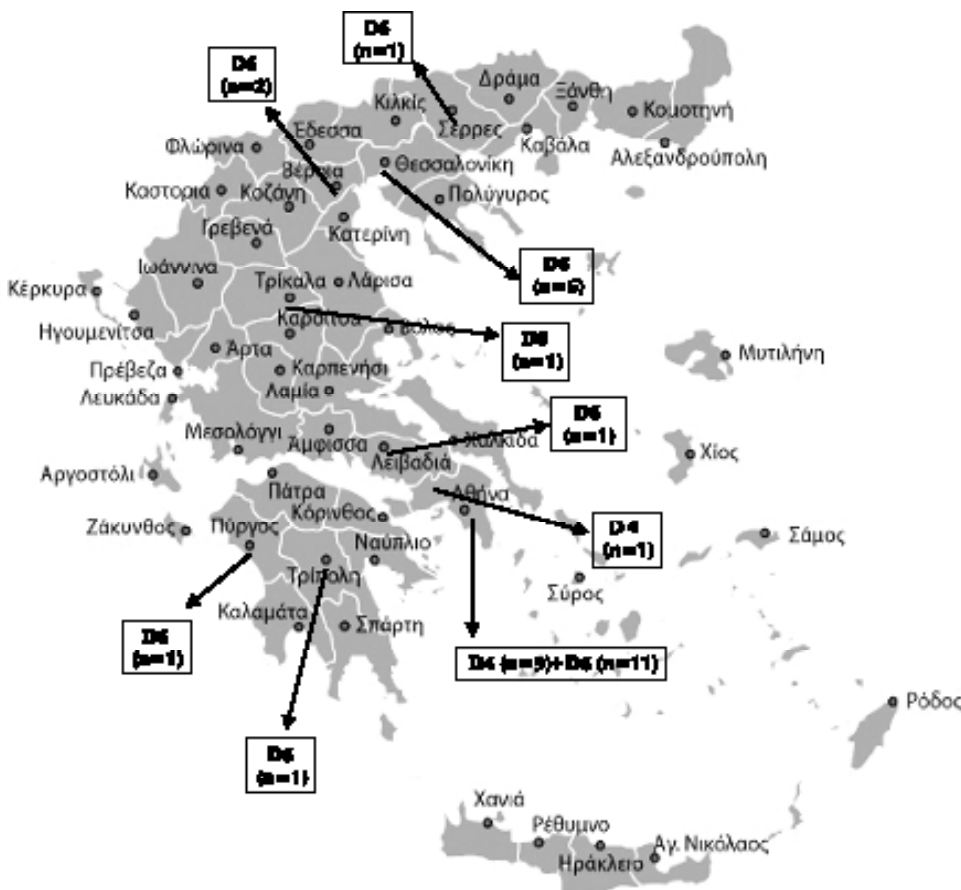 D6
(n=1)
D6
(n=2)
Δράμα
Ξάνθη
Κιλκίς
Σέρρες
Κομοτηνή
Καβάλα
Αλεξανδρούπολη
Έδεσσα
Φλώρινα
Θεσσαλονίκη
Βέροια
Καστοριά
Κοζάνη
Πολύγυρος
Κατερίνη
Γρεβενά
D6
Ιωάννινα
Τρίκαλα
Λάρισα
Κέρκυρα
Ηγουμενίτσα
Καρδίτσα
Βόλος
D6
(n=1)
Άρτα
Μυτιλήνη
Πρέβεζα
Καρπενήσι
Λευκάδα
Λαμία
D6
(n=1)
Μεσολόγγι
Άμφισσα
Χαλκίδα
Λειβαδιά
Χίος
Αργοστόλι
Πάτρα
Αθήνα
Κόρινθος
Ζάκυνθος
Πύργος
Ναύπλιο
D4
(n=1)
Σάμος
Τρίπολη
Σύρος
Καλαμάτα
Σπάρτη
D6
(n=1)
D4 +D6 (n=11)
Ρόδος
D6
(n=1)
Χανιά
Ρέθυμνο
Ηράκλειο
Αγ. Νικόλαος